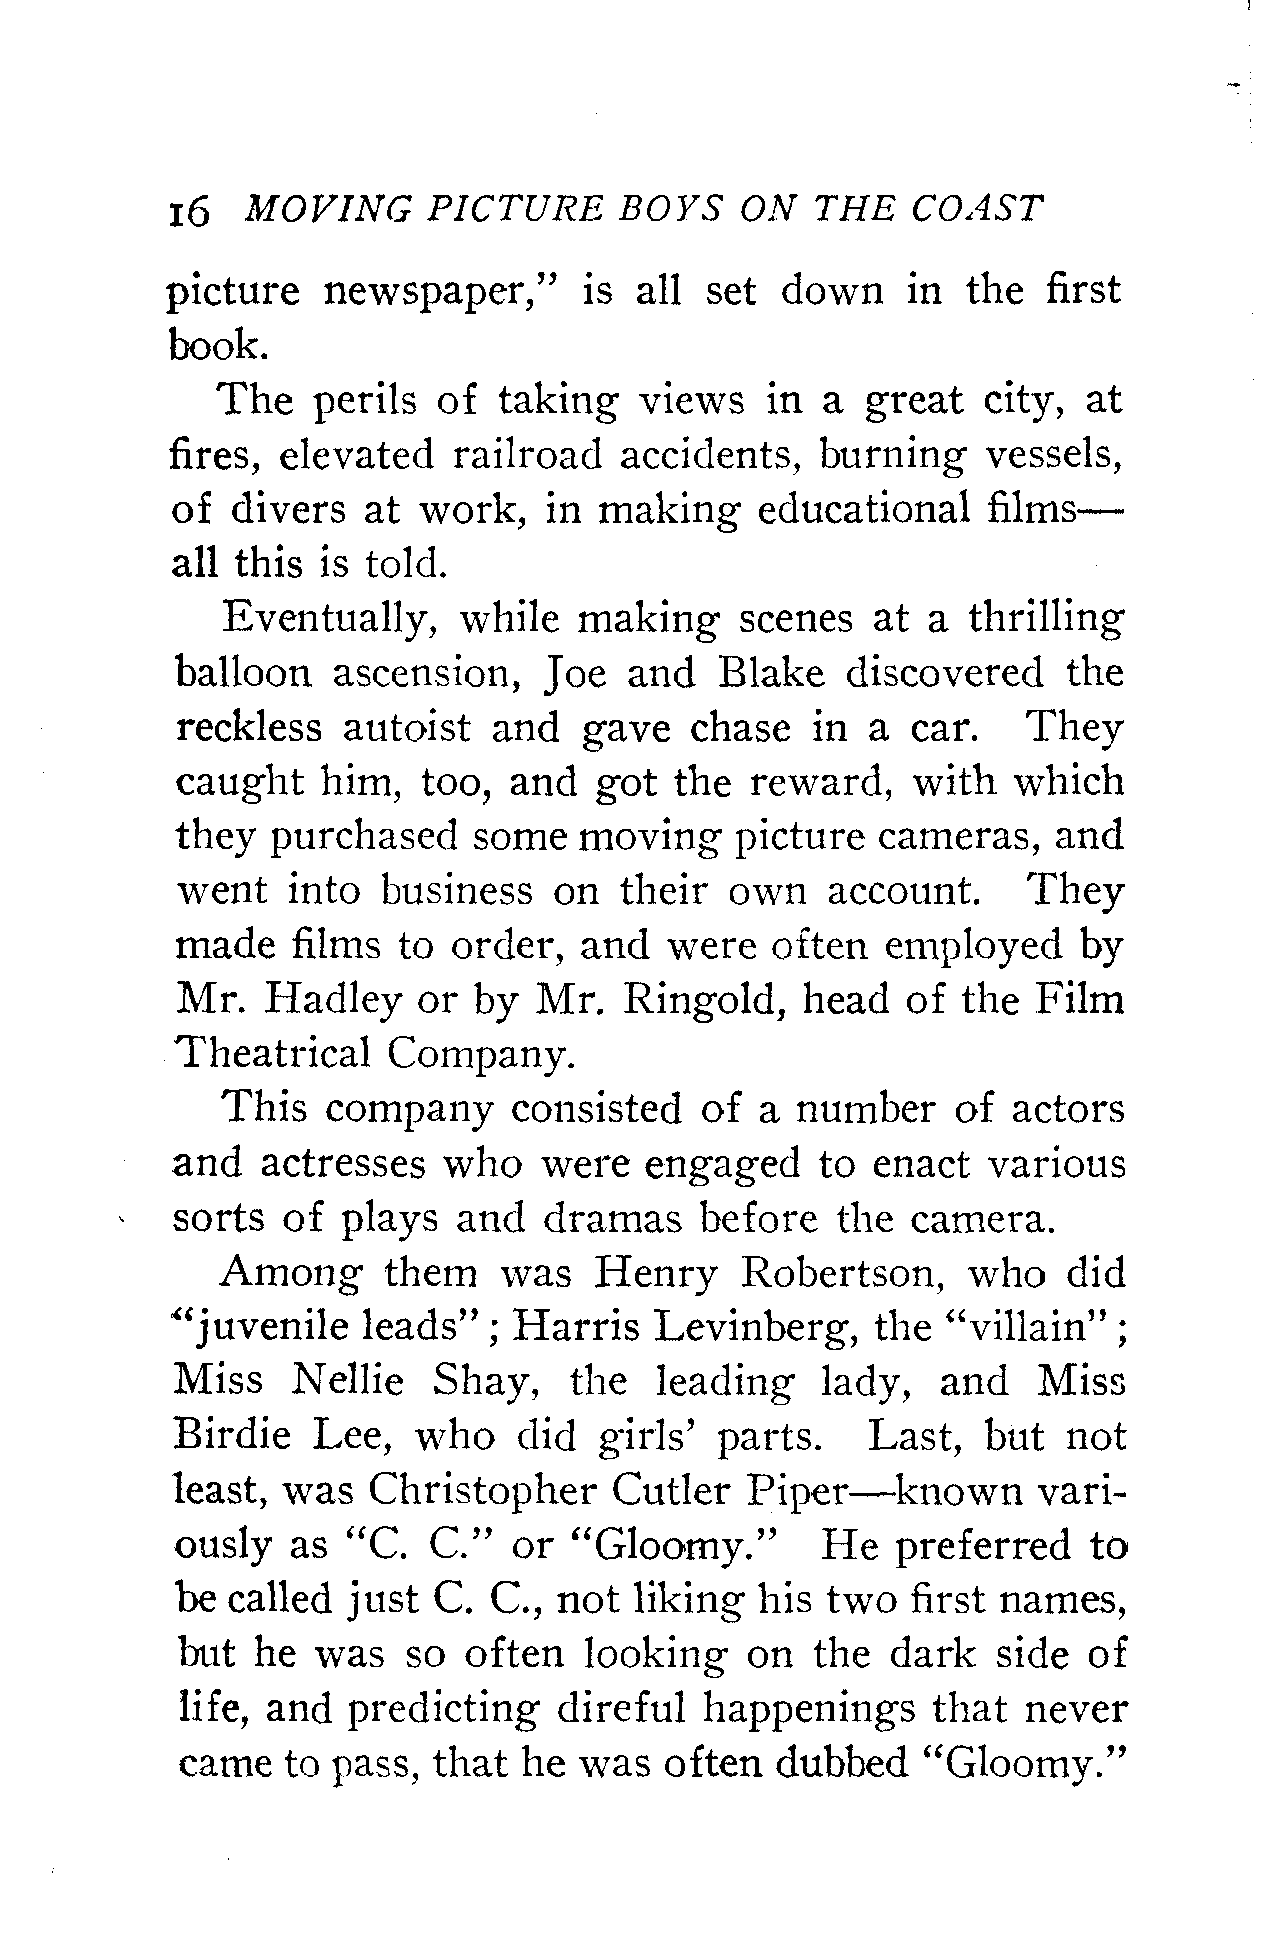 16 MOVING PICTURE BOYS ON THE COAST
picture newspaper," is all set down in the first
book.
The perils of taking views in a great city, at
fires, elevated railroad accidents, burning vessels,
of divers at work, in making educational films—
all this is told.
Eventually, while making scenes at a thrilling
balloon ascension, Joe and Blake discovered the
reckless autoist and gave chase in a car. They
caught him, too, and got the reward, with which
they purchased some moving picture cameras, and
went into business on their own account. They
made films to order, and were often employed by
Mr. Hadley or by Mr. Ringold, head of the Film
Theatrical Company.
This company consisted of a number of actors
and actresses who were engaged to enact various
sorts of plays and dramas before the camera.
Among them was Henry Robertson, who did
"juvenile leads"; Harris Levinberg, the "villain";
Miss Nellie Shay, the leading lady, and Miss
Birdie Lee, who did girls' parts. Last, but not
least, was Christopher Cutler Piper—known vari-
ously as "C. C." or "Gloomy." He preferred to
be called just C. C., not liking his two first names,
but he was so often looking on the dark side of
life, and predicting direful happenings that never
came to pass, that he was often dubbed "Gloomy."